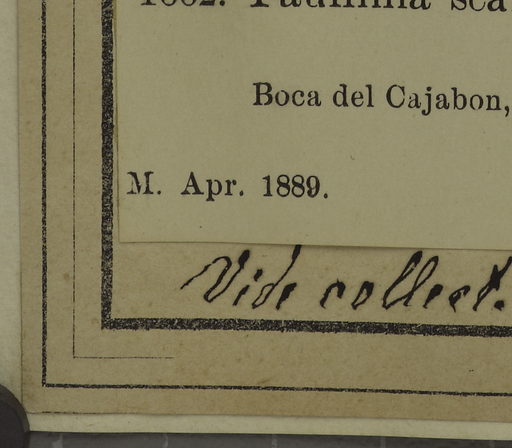 Boca del Cajabon,
M. Apr. 1889.
Vide collect.